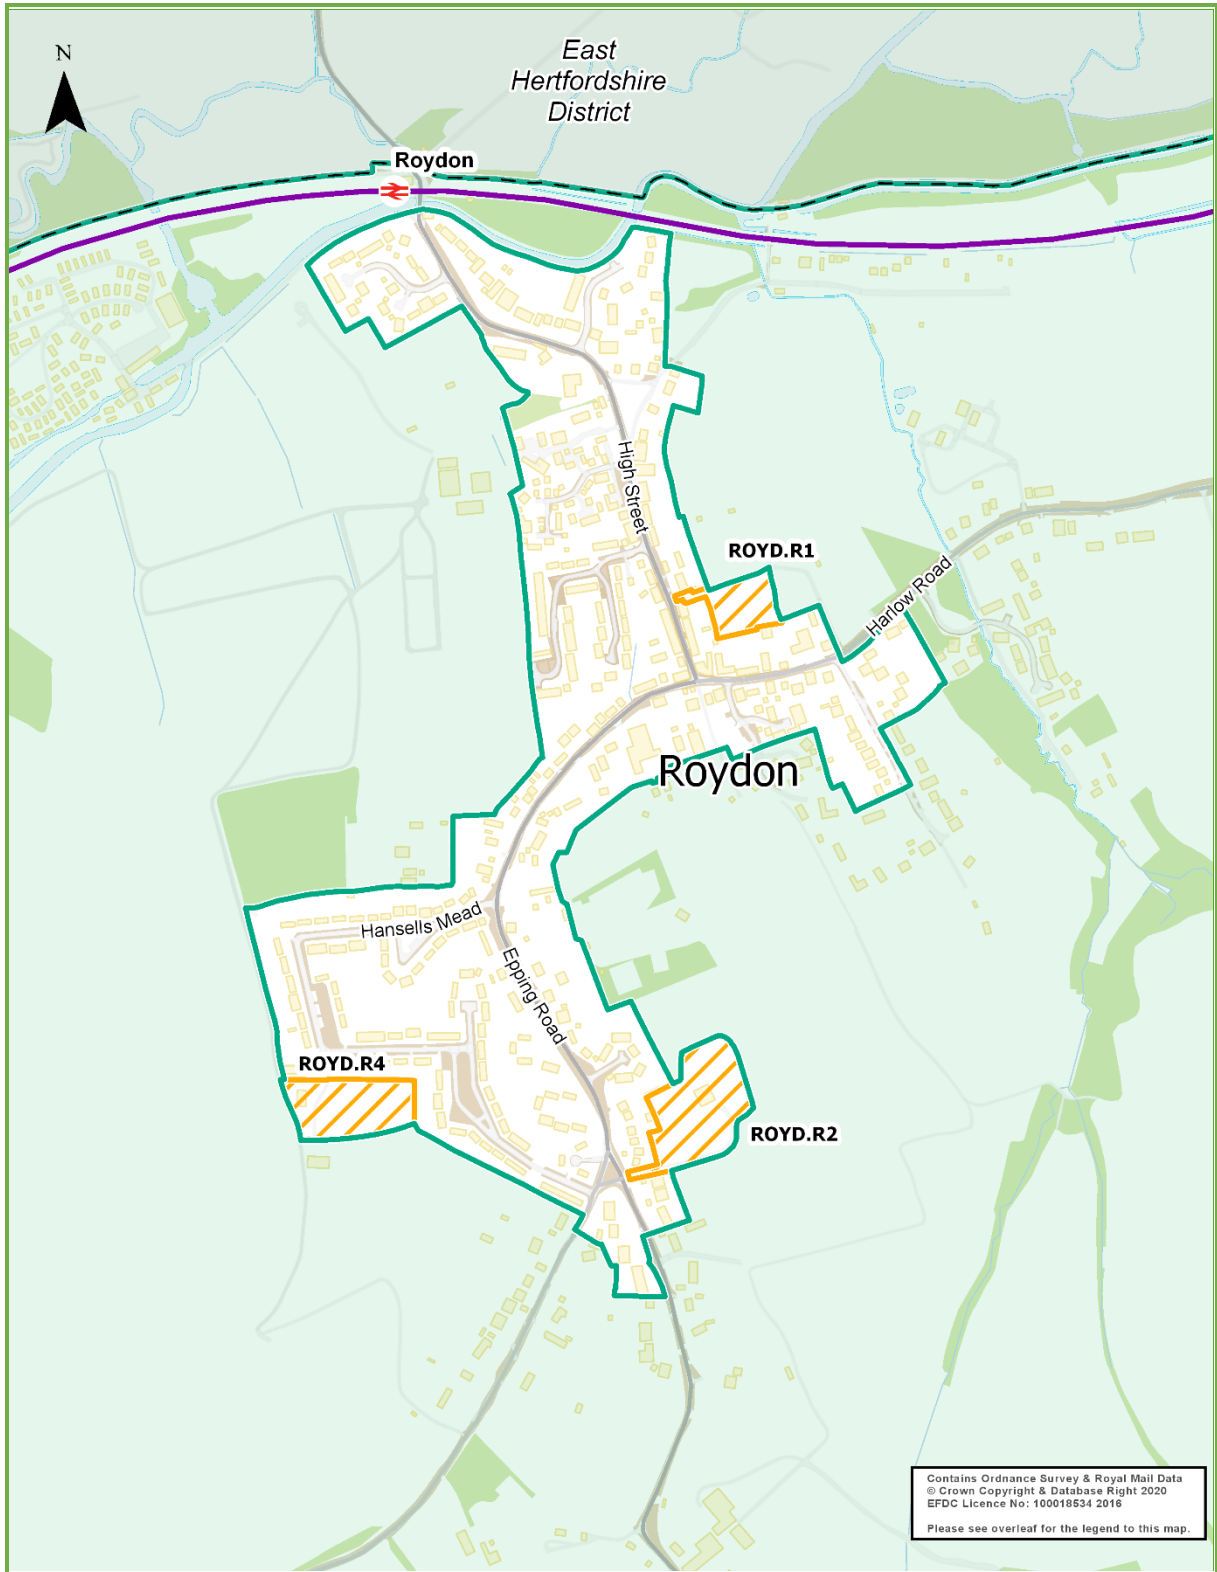 N
East
Hertfordshire
District
Roydon
High Street
ROYD.R1
Harlow Road
Roydon
Hansells Mead
Epping Road
ROYD.R4
ROYD.R2
Contains Ordnance Survey & Royal Mail Data
© Crown Copyright & Database Right 2020
EFDC Licence No: 100018534 2016
Please see overleaf for the legend to this map.